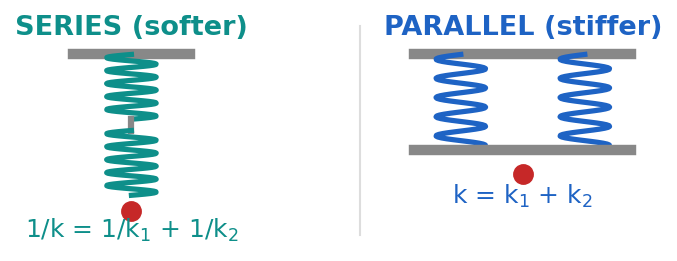 SERIES (softer)
1/k = 1/k₁ + 1/k₂
PARALLEL (stiffer)
k = k₁ + k₂